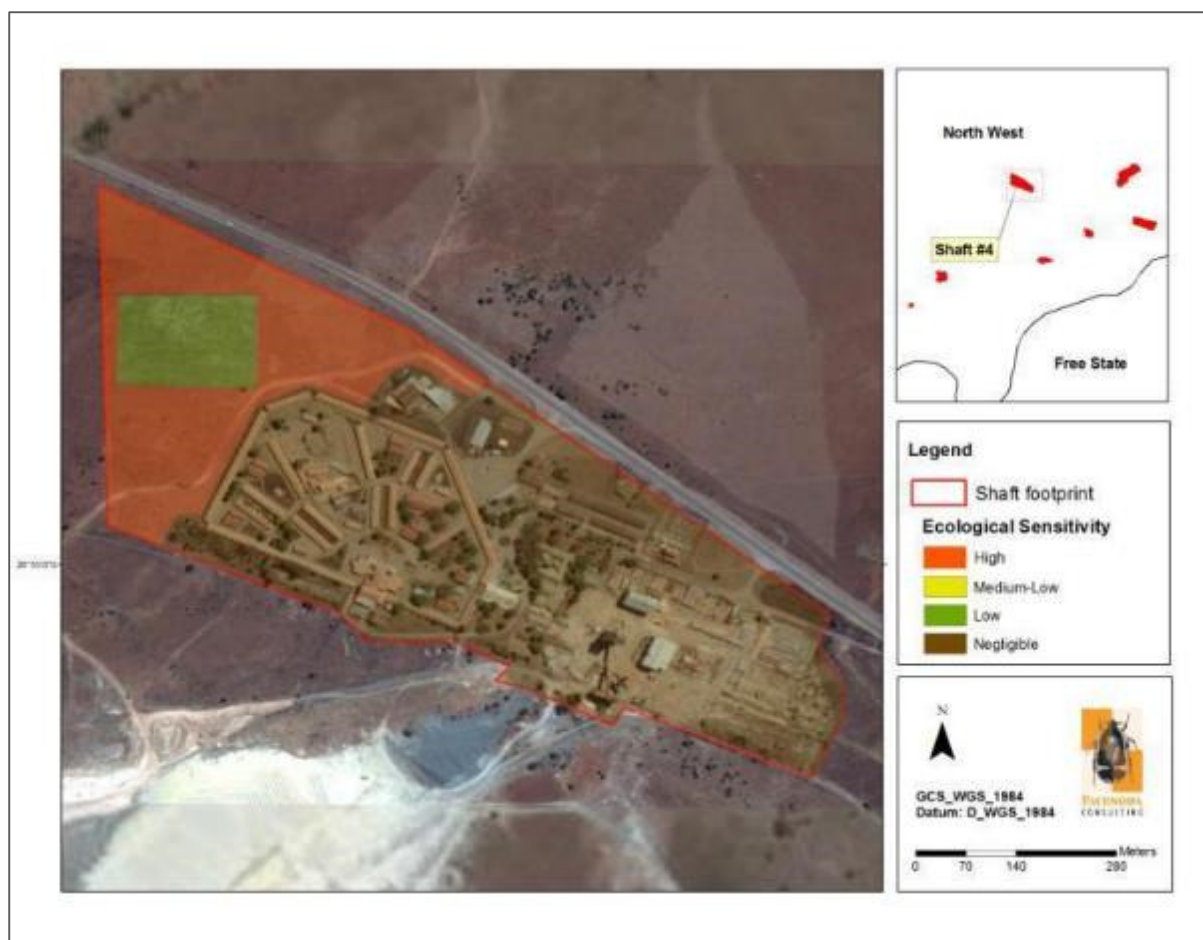 North West
Shaft #4
Free State
Legend
Shaft footprint
Ecological Sensitivity
High
Medium-Low
Low
Negligible
N
GCS_WGS_1984
Datum: D_WGS_1984
CONSULTING
Meters
0 70 140 280